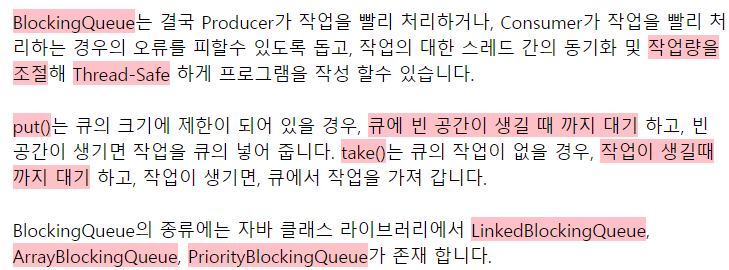 BlockingQueue는 결국 Producer가 작업을 빨리 처리하거나, Consumer가 작업을 빨리 처
리하는 경우의 오류를 피할수 있도록 돕고, 작업의 대한 스레드 간의 동기화 및 작업량을
조절해 Thread-Safe 하게 프로그램을 작성 할수 있습니다.
put()는 큐의 크기에 제한이 되어 있을 경우, 큐에 빈 공간이 생길 때 까지 대기 하고, 빈
공간이 생기면 작업을 큐의 넣어 줍니다. take()는 큐의 작업이 없을 경우, 작업이 생길때
까지 대기 하고, 작업이 생기면, 큐에서 작업을 가져 갑니다.
BlockingQueue의 종류에는 자바 클래스 라이브러리에서 LinkedBlockingQueue,
ArrayBlockingQueue, PriorityBlockingQueue가 존재 합니다.